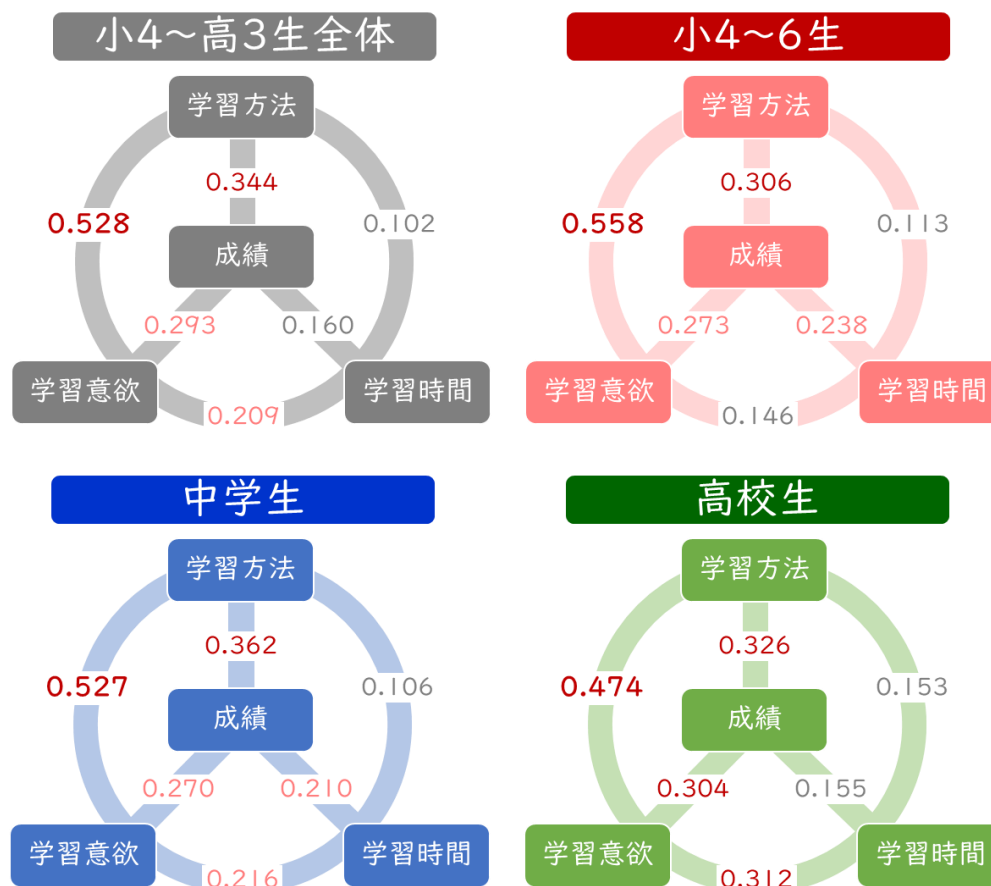 小4～高3生全体
学習方法
0.344
0.528
0.102
成績
0.293
0.160
学習意欲
学習時間
0.209
小4～6生
学習方法
0.306
0.558
0.113
成績
0.273
0.238
学習意欲
学習時間
0.146
中学生
学習方法
0.362
0.527
0.106
成績
0.270
0.210
学習意欲
学習時間
0.216
高校生
学習方法
0.326
0.474
0.153
成績
0.304
0.155
学習意欲
学習時間
0.312